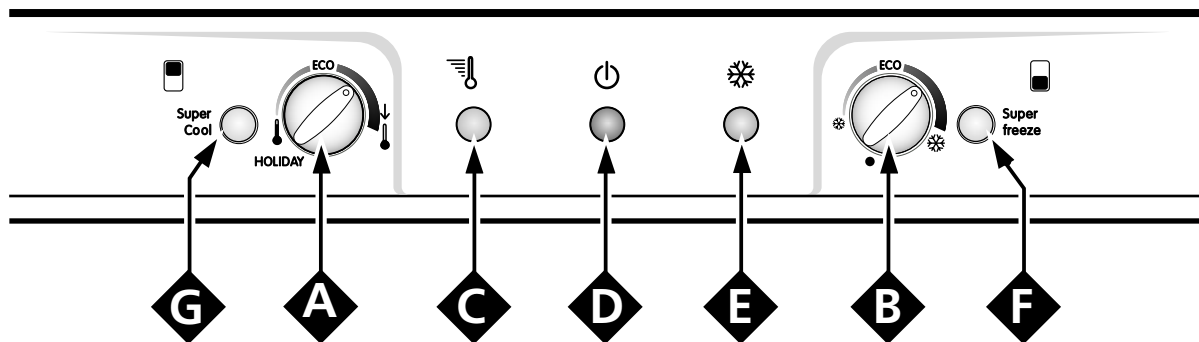 ECO
Super
Cool
HOLIDAY
ECO
Super
freeze
G A C D E B F